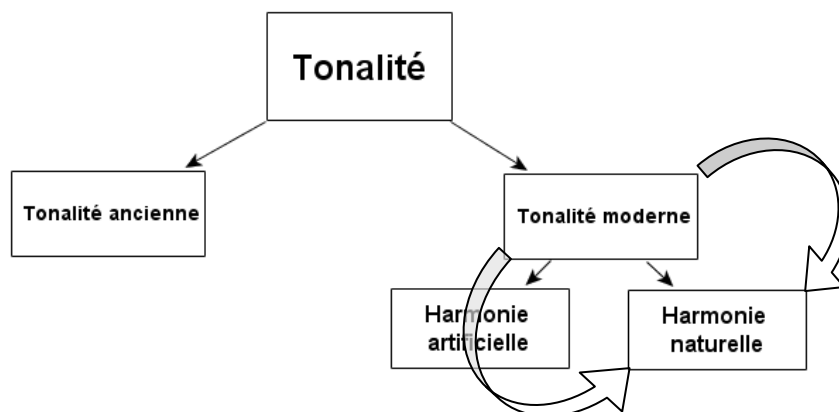 Tonalité
Tonalité ancienne
Tonalité moderne
Harmonie
artificielle
Harmonie
naturelle